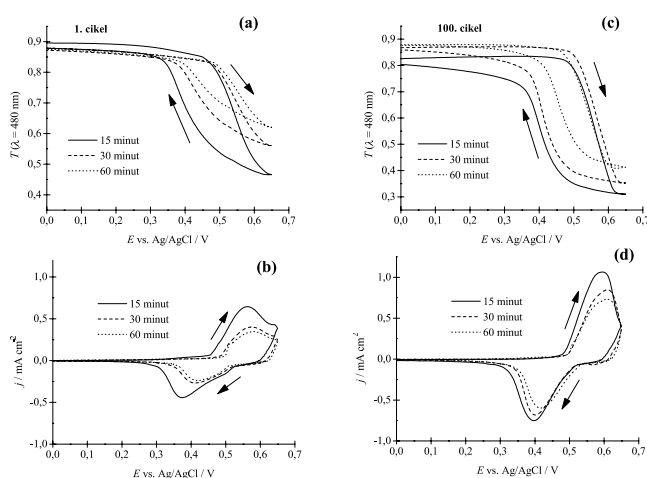 (a)
1. cikel
T (λ = 480 nm)
0,9
0,8
0,7
0,6
0,5
0,4
15 minut
30 minut
60 minut
0,0 0,1 0,2 0,3 0,4 0,5 0,6 0,7
E vs. Ag/AgCl / V
(c)
100. cikel
T (λ = 480 nm)
0,9
0,8
0,7
0,6
0,5
0,4
0,3
15 minut
30 minut
60 minut
0,0 0,1 0,2 0,3 0,4 0,5 0,6 0,7
E vs. Ag/AgCl / V
(b)
j / mA cm-2
1,0
0,5
0,0
-0,5
-1,0
15 minut
30 minut
60 minut
0,0 0,1 0,2 0,3 0,4 0,5 0,6 0,7
E vs. Ag/AgCl / V
(d)
j / mA cm2
1,0
0,5
0,0
-0,5
-1,0
15 minut
30 minut
60 minut
0,0 0,1 0,2 0,3 0,4 0,5 0,6 0,7
E vs. Ag/AgCl / V